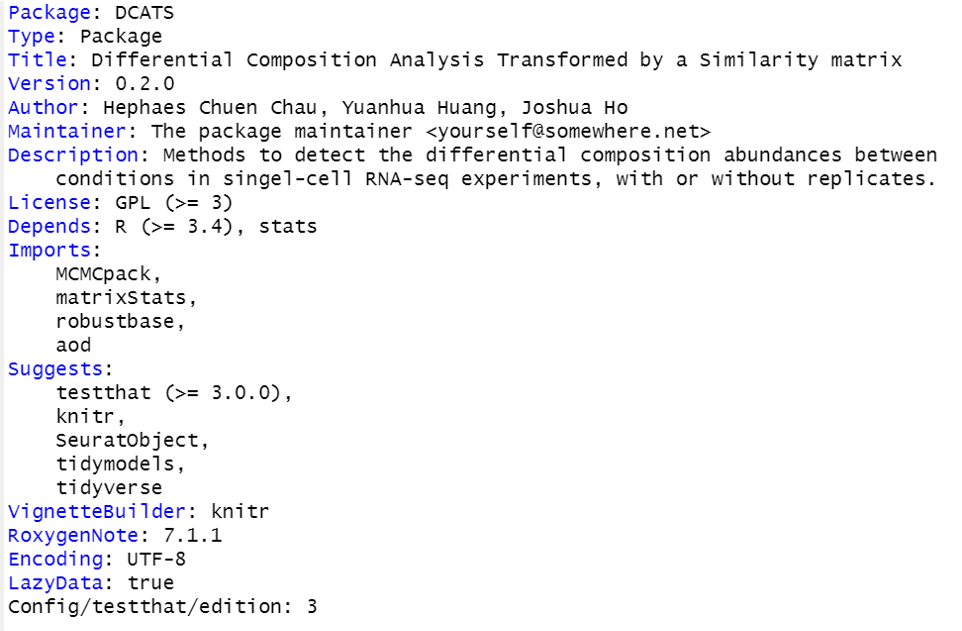 Package: DCATS
Type: Package
Title: Differential Composition Analysis Transformed by a Similarity matrix
Version: 0.2.0
Author: Hephaes Chuen Chau, Yuanhua Huang, Joshua Ho
Maintainer: The package maintainer <yourself@somewhere.net>
Description: Methods to detect the differential composition abundances between
    conditions in singel-cell RNA-seq experiments, with or without replicates.
License: GPL (>= 3)
Depends: R (>= 3.4), stats
Imports:
    MCMCpack,
    matrixStats,
    robustbase,
    aod
Suggests:
    testthat (>= 3.0.0),
    knitr,
    SeuratObject,
    tidymodels,
    tidyverse
VignetteBuilder: knitr
RoxygenNote: 7.1.1
Encoding: UTF-8
LazyData: true
Config/testthat/edition: 3